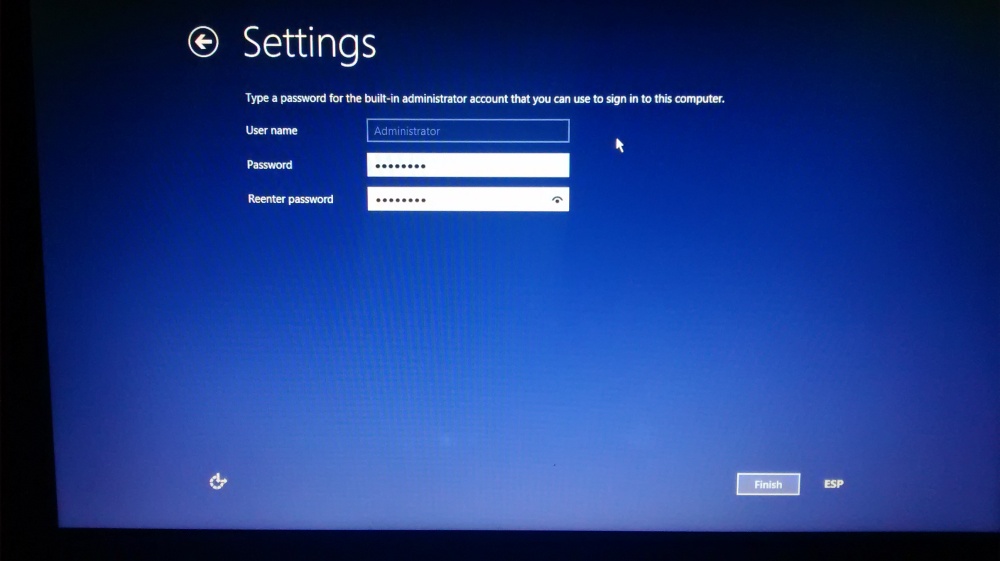 Settings
Type a password for the built-in administrator account that you can use to sign in to this computer.
User name
Administrator
Password
••••••••
Reenter password
••••••••
Finish
ESP